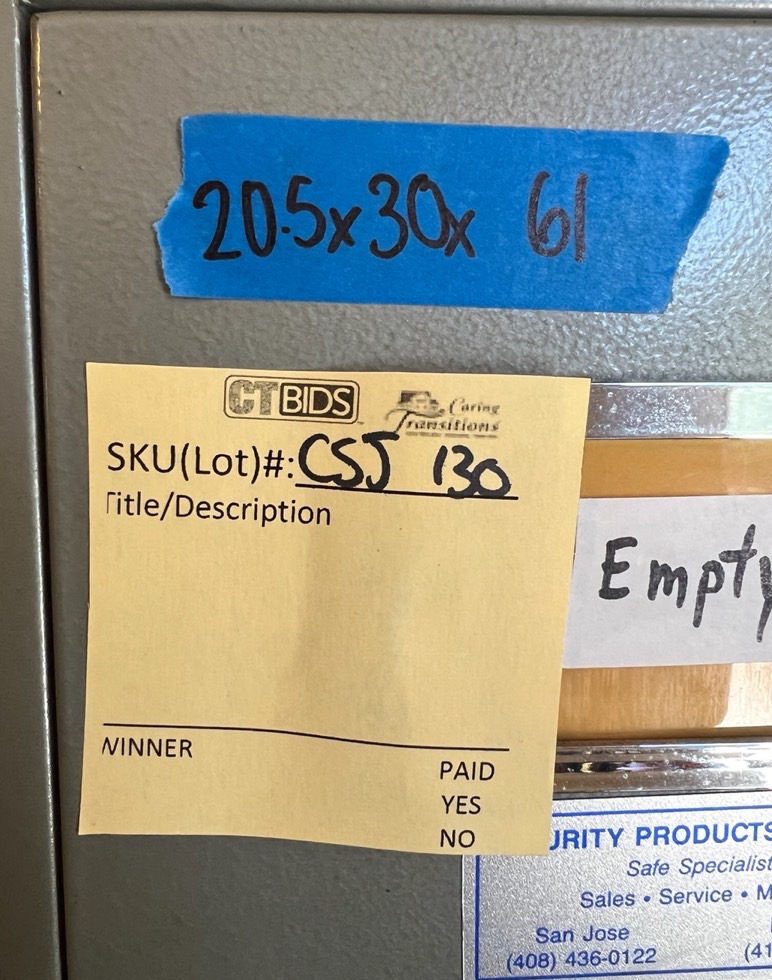 20.5x30x 61
CTBIDS
Caring
Transitions
SKU(Lot)#: CSJ 130
Title/Description
Empty
WINNER
PAID
YES
NO
URITY PRODUCTS
Safe Specialist
Sales • Service • M
San Jose
(408) 436-0122
(41